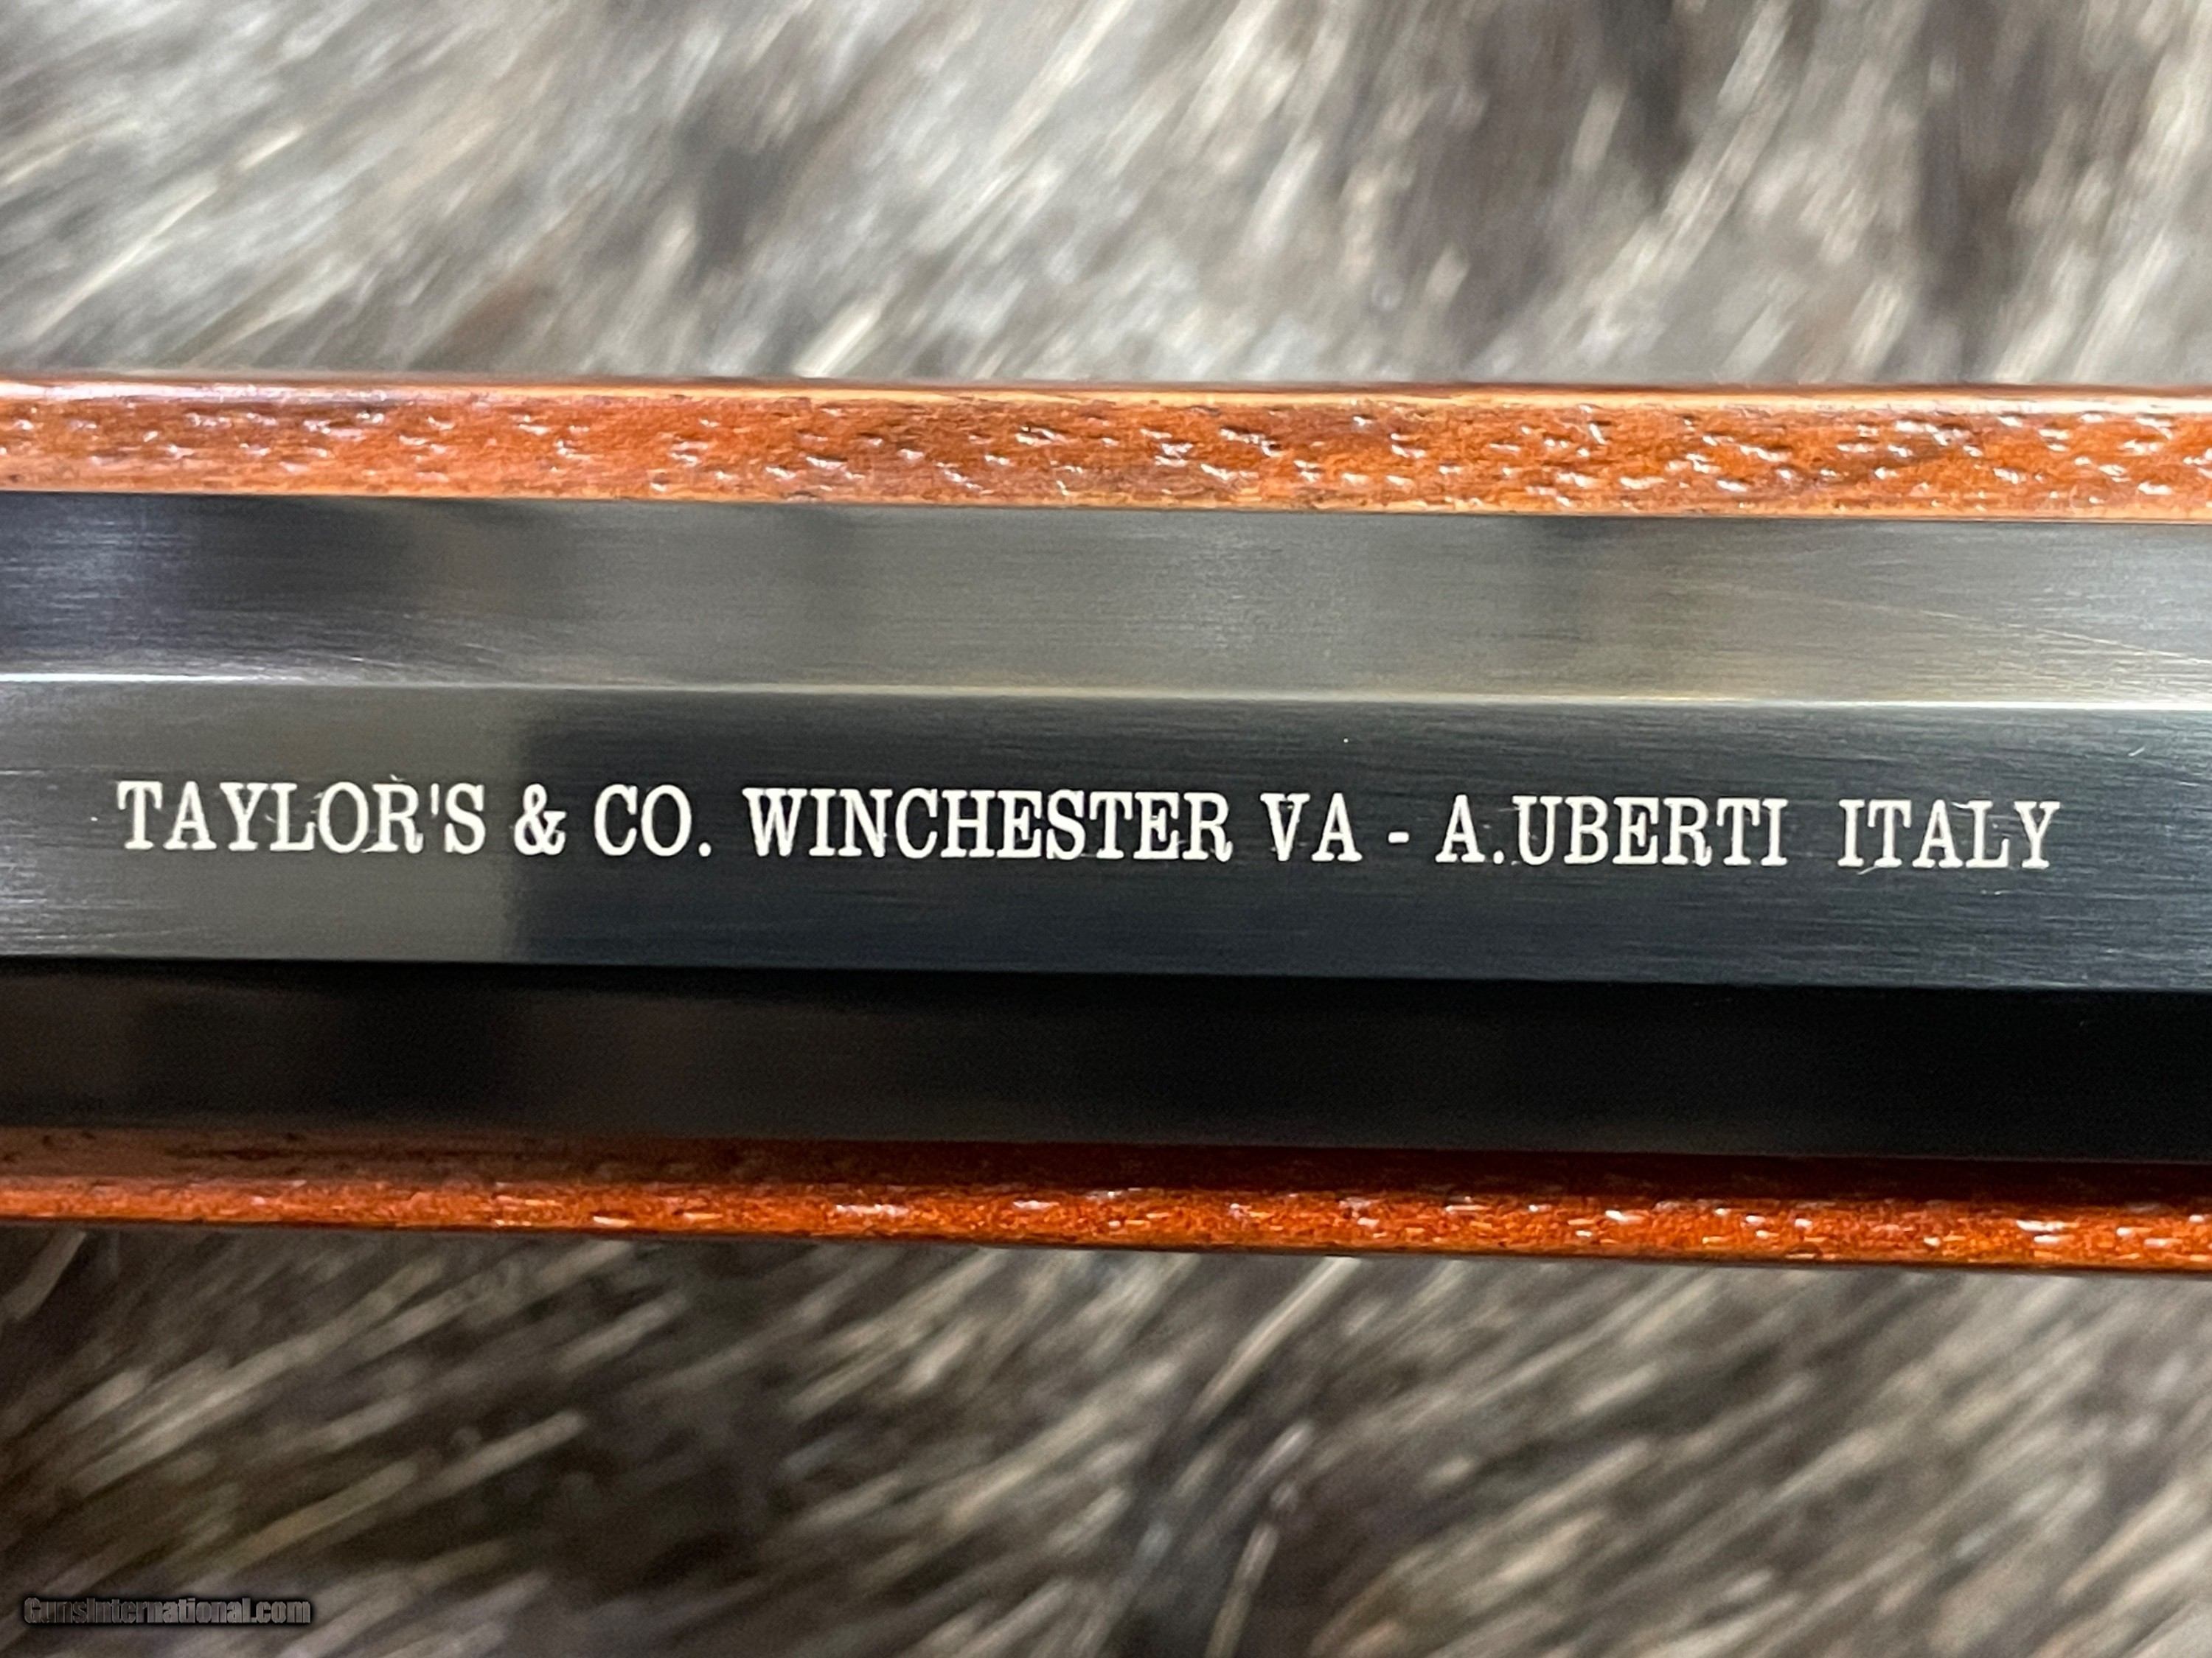 TAYLOR'S & CO. WINCHESTER VA - A.UBERTI ITALY
GunsInternational.com